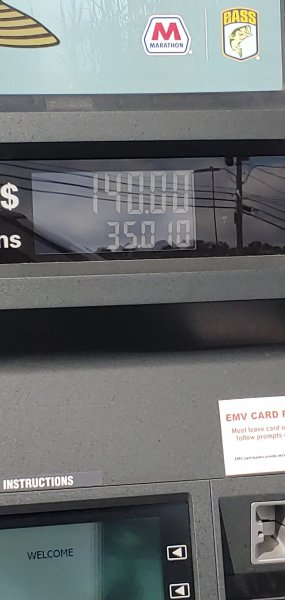 M
MARATHON
BASS
$ 140.00
ns 35.010
EMV CARD
Must leave card
follow prompts
INSTRUCTIONS
WELCOME